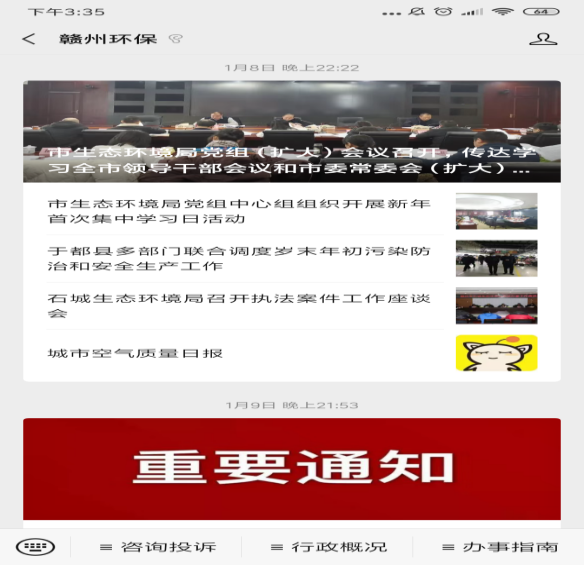 下午3:35
64
赣州环保
1月8日 晚上22:22
市生态环境局党组（扩大）会议召开，传达学
习全市领导干部会议和市委常委会（扩大）...
市生态环境局党组中心组组织开展新年
首次集中学习日活动
于都县多部门联合调度岁末年初污染防
治和安全生产工作
石城生态环境局召开执法案件工作座谈
会
城市空气质量日报
1月9日 晚上21:53
重要通知
咨询投诉
行政概况
办事指南